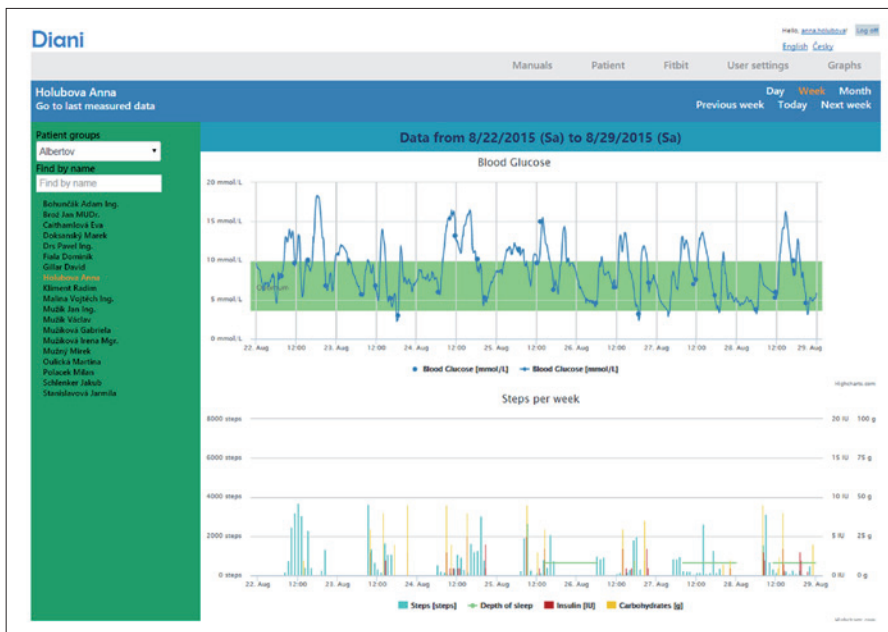 Diani
Hello, anna.holubova! Log off
English Česky
Manuals Patient Fitbit User settings Graphs
Holubova Anna
Go to last measured data
Day Week Month
Previous week Today Next week
Patient groups
Albertov
Find by name
Find by name
Bohunčák Adam Ing.
Brož Jan MUDr.
Caithamlová Eva
Doksanský Marek
Drs Pavel Ing.
Fiala Dominik
Gillar David
Holubova Anna
Kliment Radim
Malina Vojtěch Ing.
Mužík Jan Ing.
Mužík Václav
Mužíková Gabriela
Mužíková Irena Mgr.
Mužný Mirek
Oulická Martina
Polacek Milan
Schlenker Jakub
Stanislavová Jarmila
Data from 8/22/2015 (Sa) to 8/29/2015 (Sa)
Blood Glucose
20 mmol/L
15 mmol/L
10 mmol/L
5 mmol/L
0 mmol/L
22. Aug 12:00 23. Aug 12:00 24. Aug 12:00 25. Aug 12:00 26. Aug 12:00 27. Aug 12:00 28. Aug 12:00 29. Aug
Blood Glucose [mmol/L] Blood Glucose [mmol/L]
Highcharts.com
Steps per week
8000 steps 20 IU 100 g
6000 steps 15 IU 75 g
4000 steps 10 IU 50 g
2000 steps 5 IU 25 g
0 steps 0 IU 0 g
22. Aug 12:00 23. Aug 12:00 24. Aug 12:00 25. Aug 12:00 26. Aug 12:00 27. Aug 12:00 28. Aug 12:00 29. Aug
Steps [steps] Depth of sleep Insulin [IU] Carbohydrates [g]